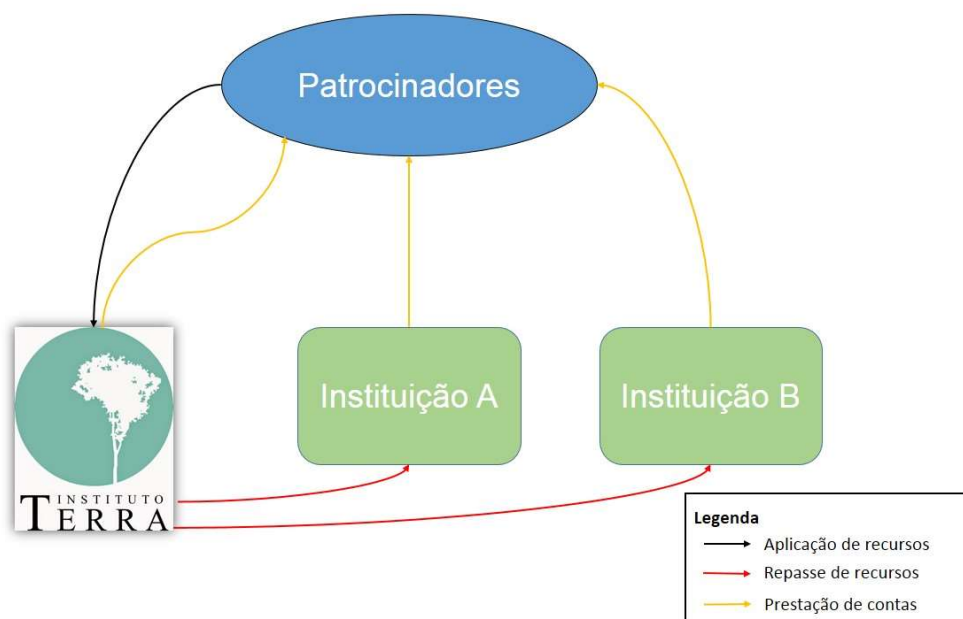 Patrocinadores
Instituição A
Instituição B
INSTITUTO
TERRA
Legenda
Aplicação de recursos
Repasse de recursos
Prestação de contas